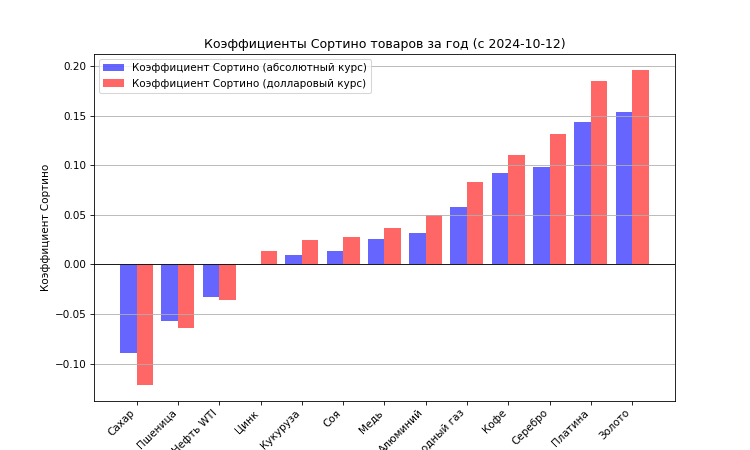 Коэффициенты Сортино товаров за год (с 2024-10-12)
Коэффициент Сортино (абсолютный курс)
Коэффициент Сортино (долларовый курс)
Коэффициент Сортино
0.20
0.15
0.10
0.05
0.00
−0.05
−0.10
Сахар
Пшеница
Нефть WTI
Цинк
Кукуруза
Соя
Медь
Алюминий
газ
Кофе
Серебро
Платина
Золото